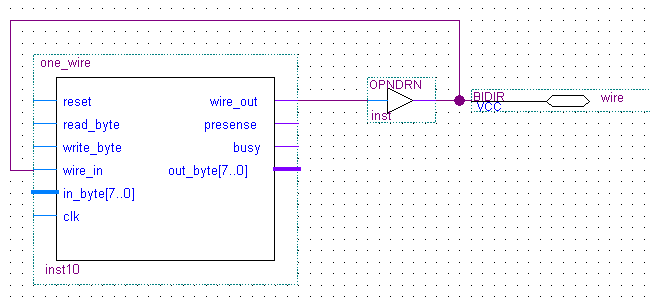 one_wire
OPNDRN
reset
wire_out
BIDIR
wire
VCC
read_byte
presense
inst
write_byte
busy
wire_in
out_byte[7..0]
in_byte[7..0]
clk
inst10